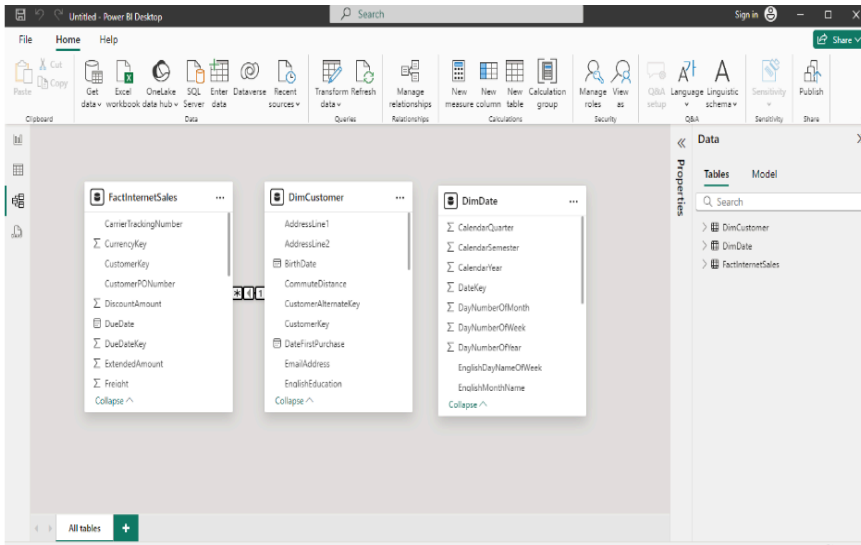 Untitled - Power BI Desktop
Search
Sign in
File
Home
Help
Share
Paste
Cut
Copy
Clipboard
Get data
Excel workbook
OneLake data hub
SQL Server
Enter data
Dataverse
Recent sources
Data
Transform data
Refresh
Queries
Manage relationships
Relationships
New measure
New column
New table
Calculation group
Calculations
Manage roles
View as
Security
Q&A setup
Language
Linguistic schema
Q&A
Sensitivity
Sensitivity
Publish
Share
FactInternetSales
CarrierTrackingNumber
CurrencyKey
CustomerKey
CustomerPONumber
DiscountAmount
DueDate
DueDateKey
ExtendedAmount
Freight
Collapse
* 1
DimCustomer
AddressLine1
AddressLine2
BirthDate
CommuteDistance
CustomerAlternateKey
CustomerKey
DateFirstPurchase
EmailAddress
EnglishEducation
Collapse
DimDate
CalendarQuarter
CalendarSemester
CalendarYear
DateKey
DayNumberOfMonth
DayNumberOfWeek
DayNumberOfYear
EnglishDayNameOfWeek
EnglishMonthName
Collapse
Properties
Data
Tables
Model
Search
DimCustomer
DimDate
FactInternetSales
All tables